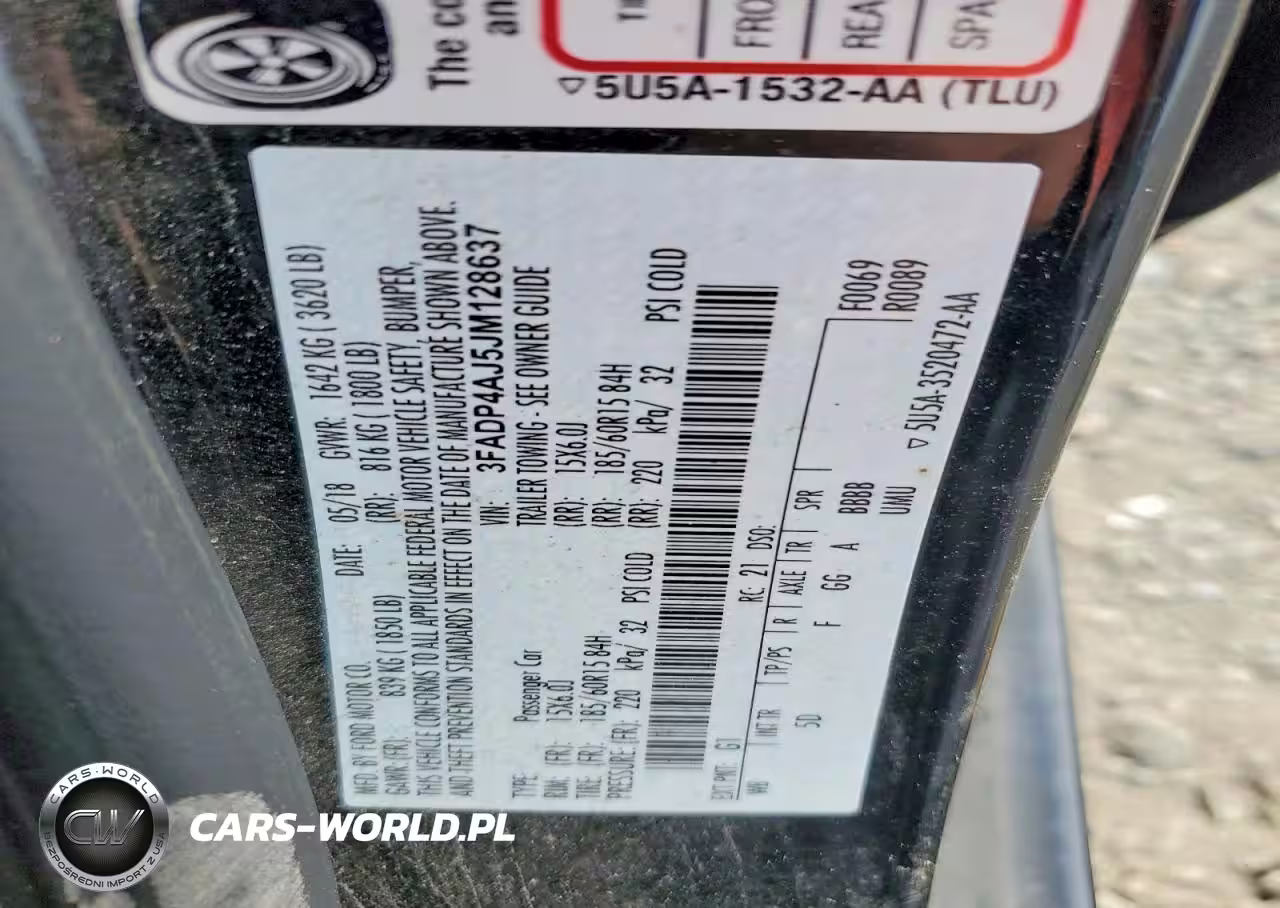 The co
and
TI
FRO
REA
SPA
▽5U5A-1532-AA (TLU)
MFD. BY FORD MOTOR CO.
DATE: 05/18 GVWR: 1642 KG ( 3620 LB)
GAWR: (FR): 839 KG ( 1850 LB) (RR): 816 KG ( 1800 LB)
THIS VEHICLE CONFORMS TO ALL APPLICABLE FEDERAL MOTOR VEHICLE SAFETY, BUMPER,
AND THEFT PREVENTION STANDARDS IN EFFECT ON THE DATE OF MANUFACTURE SHOWN ABOVE.
VIN: 3FADP4AJ5JM128637
TYPE: Passenger Car TRAILER TOWING - SEE OWNER GUIDE
RIM: (FR): 15X6.0J (RR): 15X6.0J
TIRE: (FR): 185/60R15 84H (RR): 185/60R15 84H
PRESSURE: (FR): 220 kPa/ 32 PSI COLD (RR): 220 kPa/ 32 PSI COLD
EXT PNT: G1 RC: 21 DSO:
WB INT TR TP/PS R AXLE TR SPR F0069
5D F GG A BBBB R0089
UMU
▽5U5A-3520472-AA
CARS-WORLD
CW
BEZPOŚREDNI IMPORT Z USA
CARS-WORLD.PL